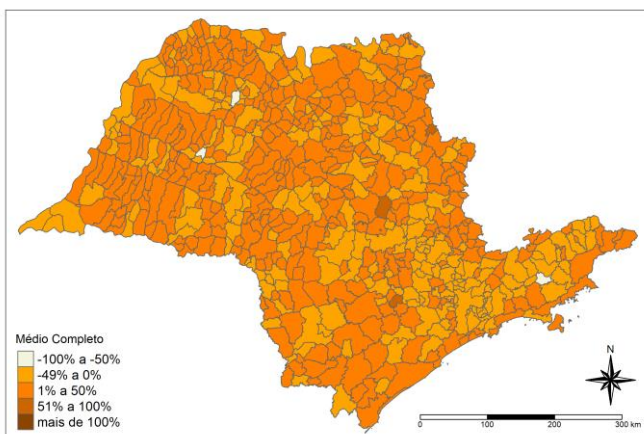 Médio Completo
-100% a -50%
-49% a 0%
1% a 50%
51% a 100%
mais de 100%
N
0 100 200 300 km